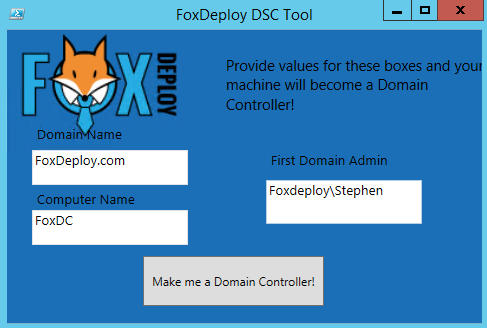 FoxDeploy DSC Tool
FOX
DEPLOY
Provide values for these boxes and your
machine will become a Domain
Controller!
Domain Name
FoxDeploy.com
First Domain Admin
Foxdeploy\Stephen
Computer Name
FoxDC
Make me a Domain Controller!